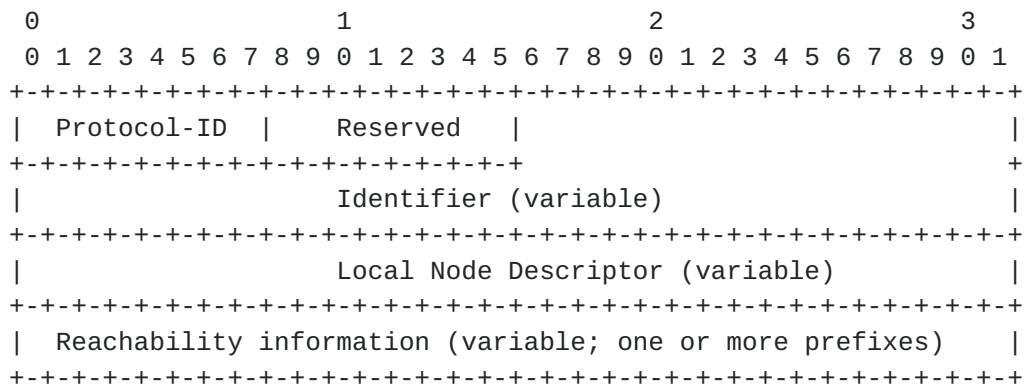 0                   1                   2                   3
 0 1 2 3 4 5 6 7 8 9 0 1 2 3 4 5 6 7 8 9 0 1 2 3 4 5 6 7 8 9 0 1
+-+-+-+-+-+-+-+-+-+-+-+-+-+-+-+-+-+-+-+-+-+-+-+-+-+-+-+-+-+-+-+-+
|  Protocol-ID  |    Reserved   |                               |
+-+-+-+-+-+-+-+-+-+-+-+-+-+-+-+-+                               +
|                    Identifier (variable)                      |
+-+-+-+-+-+-+-+-+-+-+-+-+-+-+-+-+-+-+-+-+-+-+-+-+-+-+-+-+-+-+-+-+
|                    Local Node Descriptor (variable)           |
+-+-+-+-+-+-+-+-+-+-+-+-+-+-+-+-+-+-+-+-+-+-+-+-+-+-+-+-+-+-+-+-+
|  Reachability information (variable; one or more prefixes)    |
+-+-+-+-+-+-+-+-+-+-+-+-+-+-+-+-+-+-+-+-+-+-+-+-+-+-+-+-+-+-+-+-+